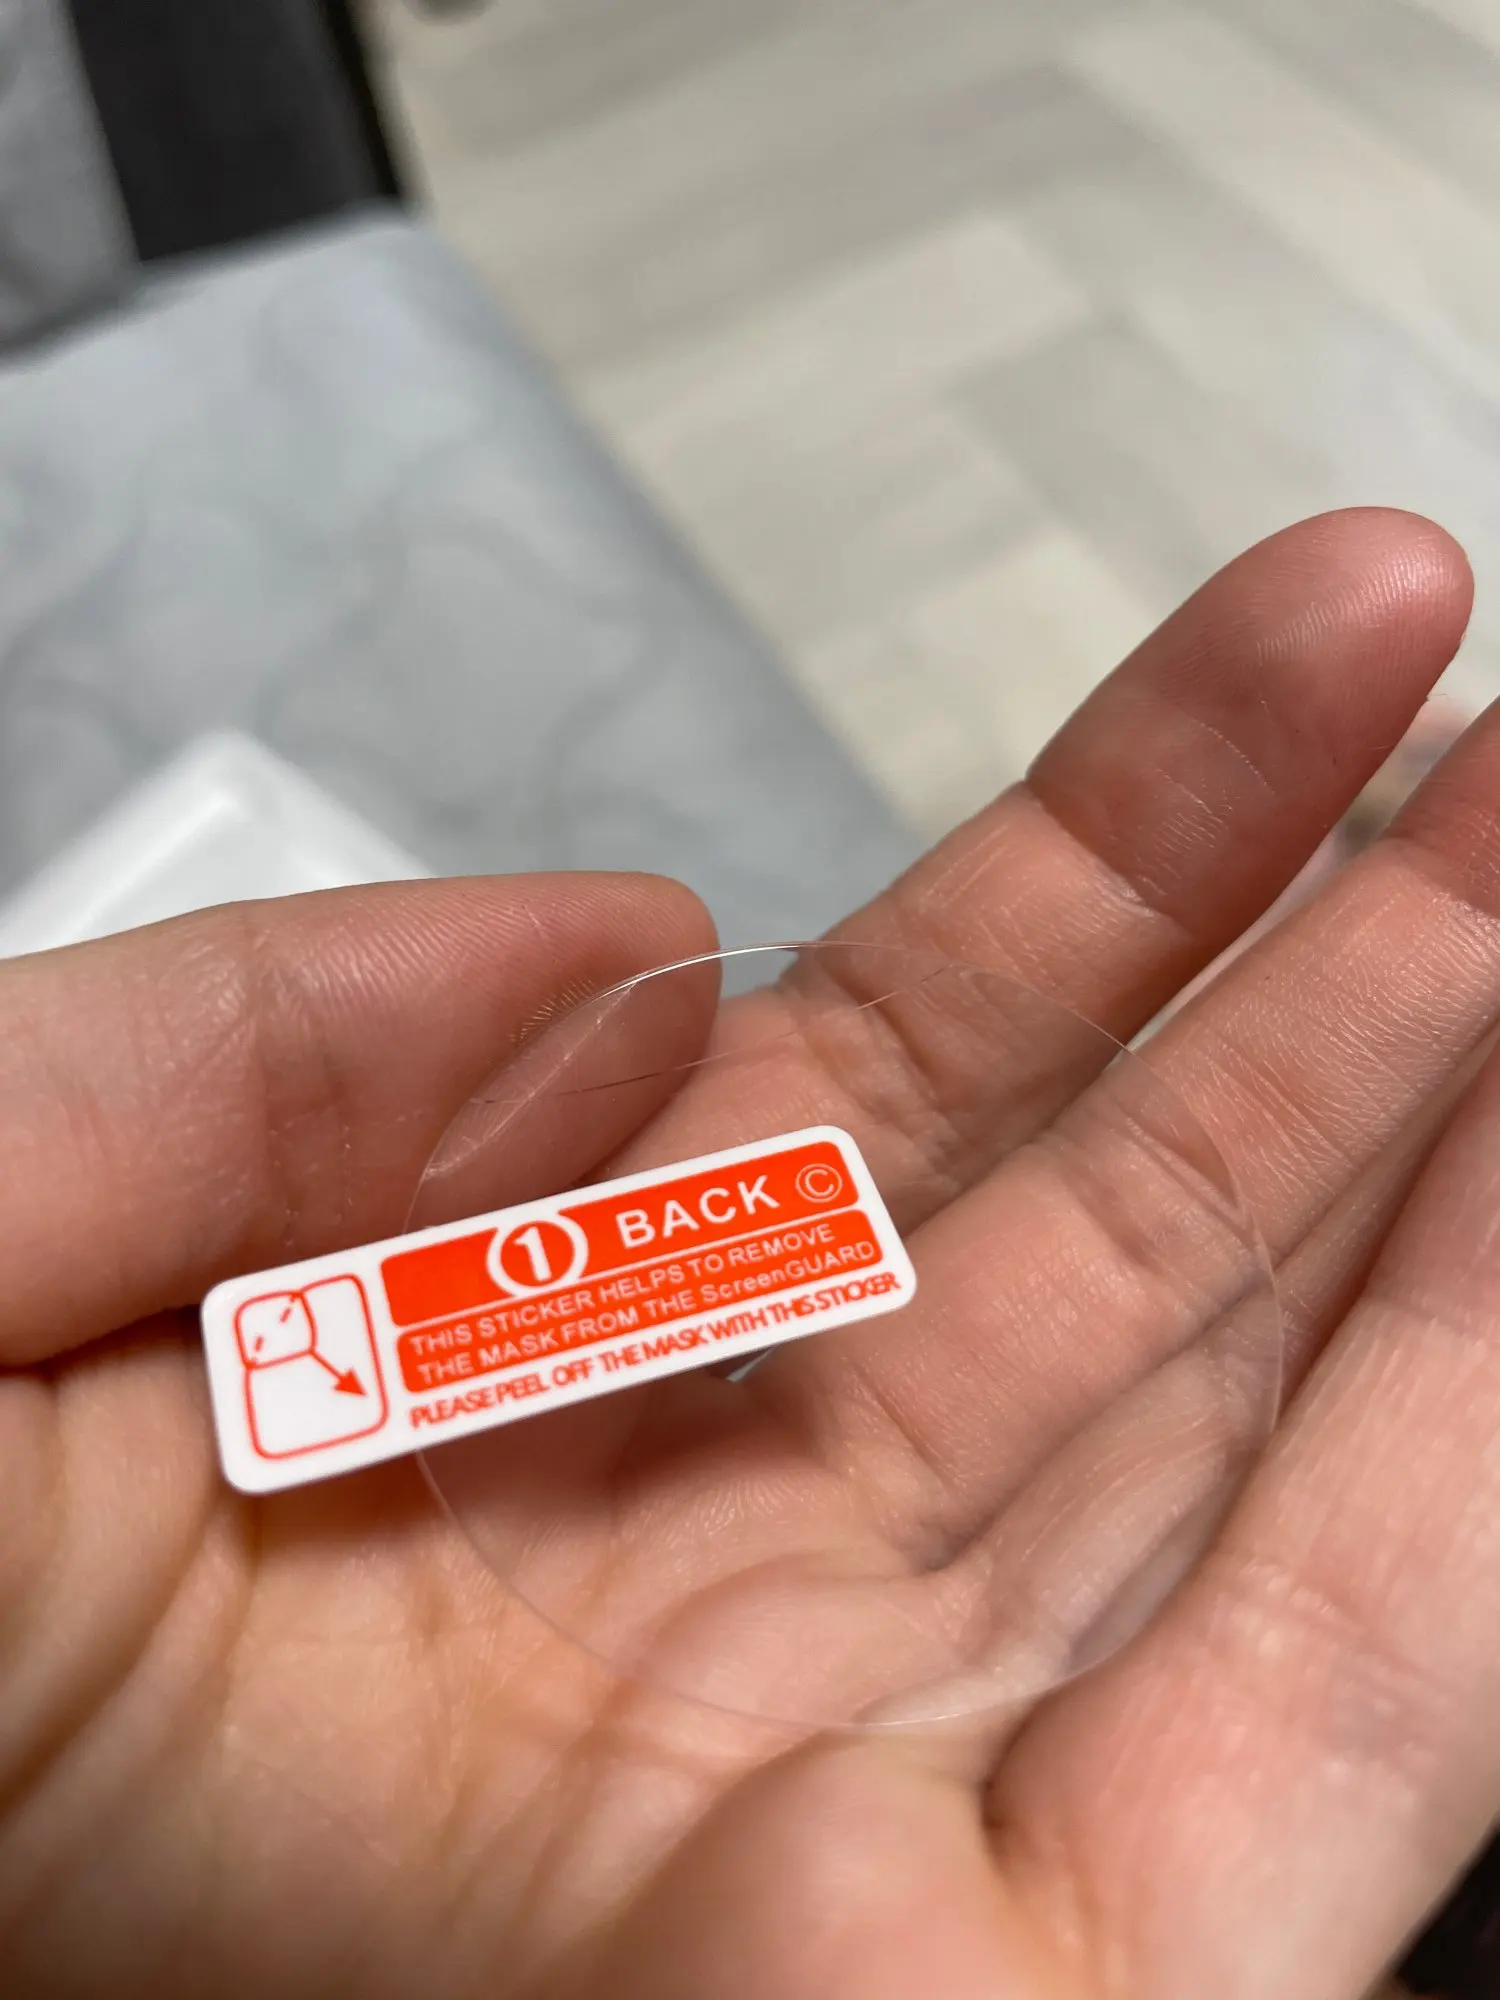 ① BACK ©
THIS STICKER HELPS TO REMOVE
THE MASK FROM THE ScreenGUARD
PLEASE PEEL OFF THE MASK WITH THIS STICKER